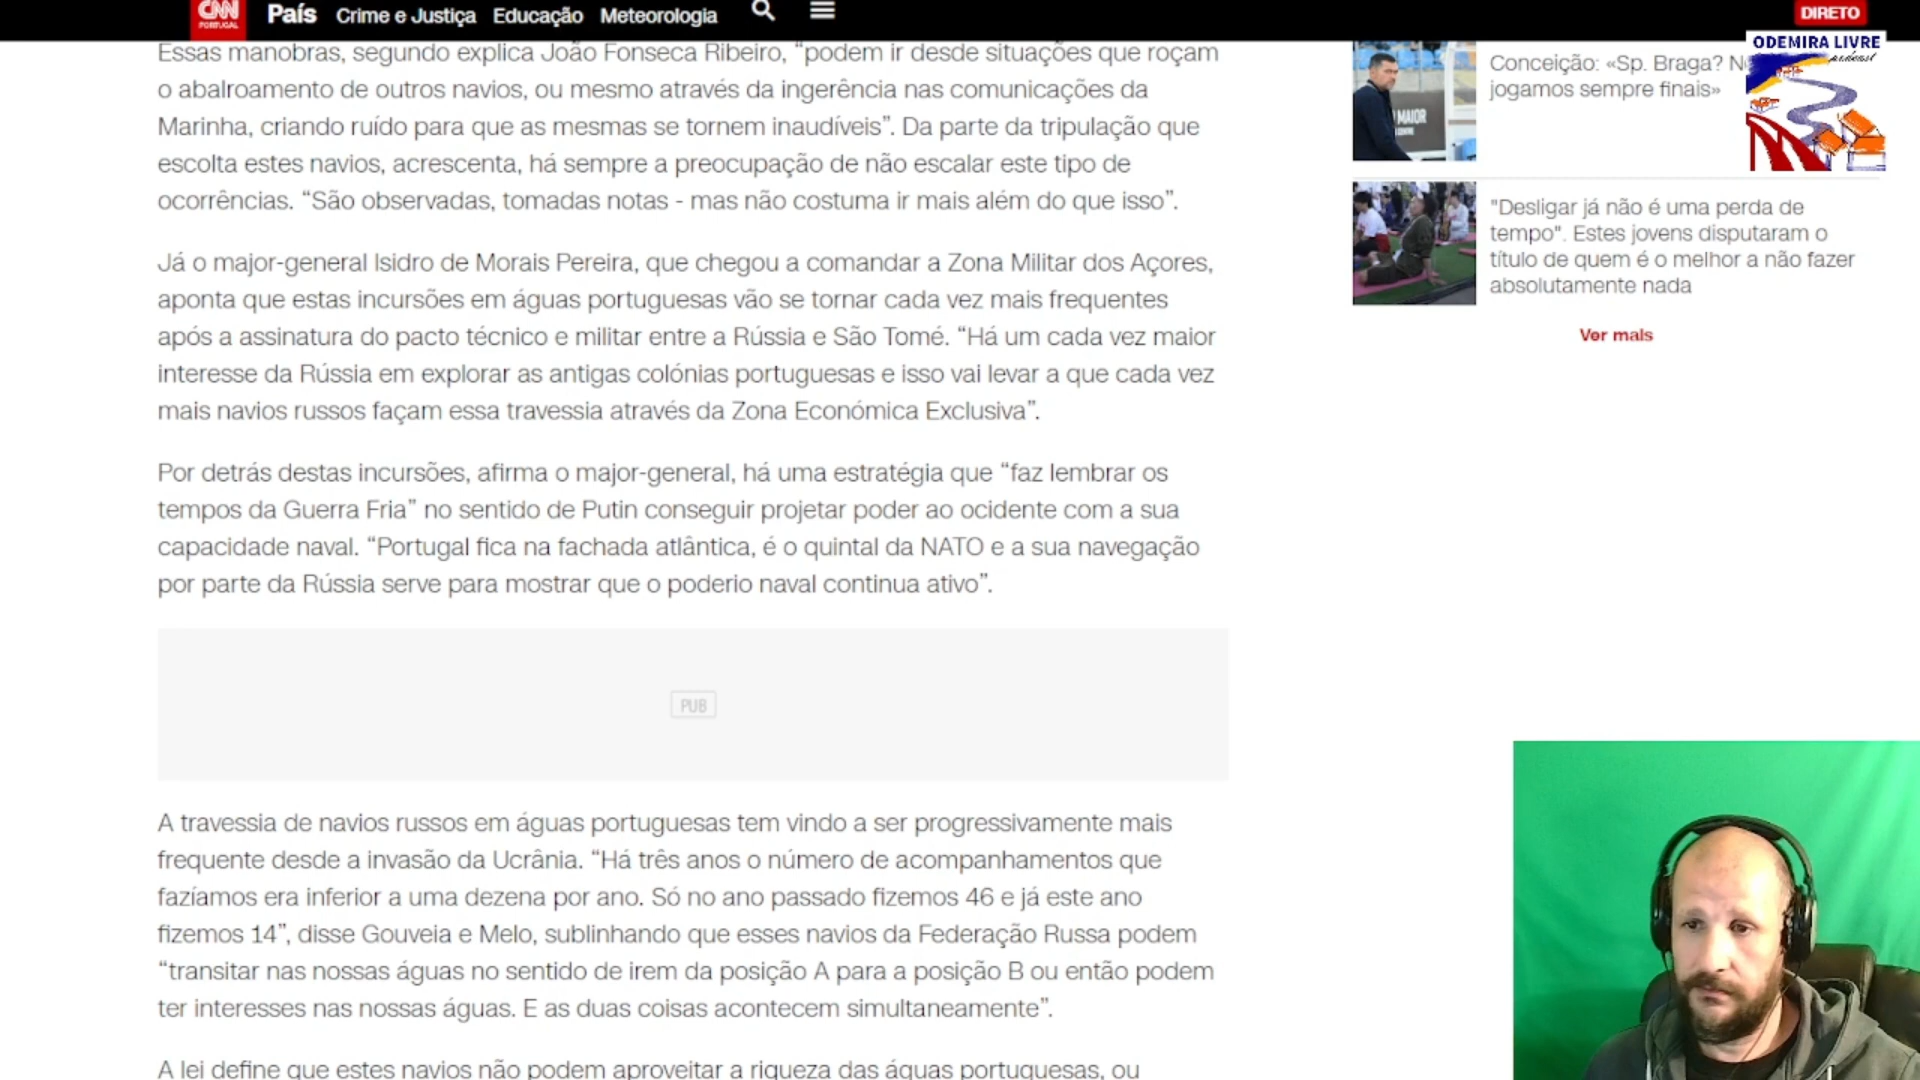 CNN
PORTUGAL
País
Crime e Justiça
Educação
Meteorologia
DIRETO
Essas manobras, segundo explica João Fonseca Ribeiro, “podem ir desde situações que roçam
o abalroamento de outros navios, ou mesmo através da ingerência nas comunicações da
Marinha, criando ruído para que as mesmas se tornem inaudíveis”. Da parte da tripulação que
escolta estes navios, acrescenta, há sempre a preocupação de não escalar este tipo de
ocorrências. “São observadas, tomadas notas - mas não costuma ir mais além do que isso”.
Já o major-general Isidro de Morais Pereira, que chegou a comandar a Zona Militar dos Açores,
aponta que estas incursões em águas portuguesas vão se tornar cada vez mais frequentes
após a assinatura do pacto técnico e militar entre a Rússia e São Tomé. “Há um cada vez maior
interesse da Rússia em explorar as antigas colónias portuguesas e isso vai levar a que cada vez
mais navios russos façam essa travessia através da Zona Económica Exclusiva”.
Por detrás destas incursões, afirma o major-general, há uma estratégia que “faz lembrar os
tempos da Guerra Fria” no sentido de Putin conseguir projetar poder ao ocidente com a sua
capacidade naval. “Portugal fica na fachada atlântica, é o quintal da NATO e a sua navegação
por parte da Rússia serve para mostrar que o poderio naval continua ativo”.
PUB
A travessia de navios russos em águas portuguesas tem vindo a ser progressivamente mais
frequente desde a invasão da Ucrânia. “Há três anos o número de acompanhamentos que
fazíamos era inferior a uma dezena por ano. Só no ano passado fizemos 46 e já este ano
fizemos 14”, disse Gouveia e Melo, sublinhando que esses navios da Federação Russa podem
“transitar nas nossas águas no sentido de irem da posição A para a posição B ou então podem
ter interesses nas nossas águas. E as duas coisas acontecem simultaneamente”.
A lei define que estes navios não podem aproveitar a riqueza das águas portuguesas, ou
ODEMIRA LIVRE
podcast
Conceição: «Sp. Braga?
jogamos sempre finais»
MAIOR
"Desligar já não é uma perda de
tempo". Estes jovens disputaram o
título de quem é o melhor a não fazer
absolutamente nada
Ver mais